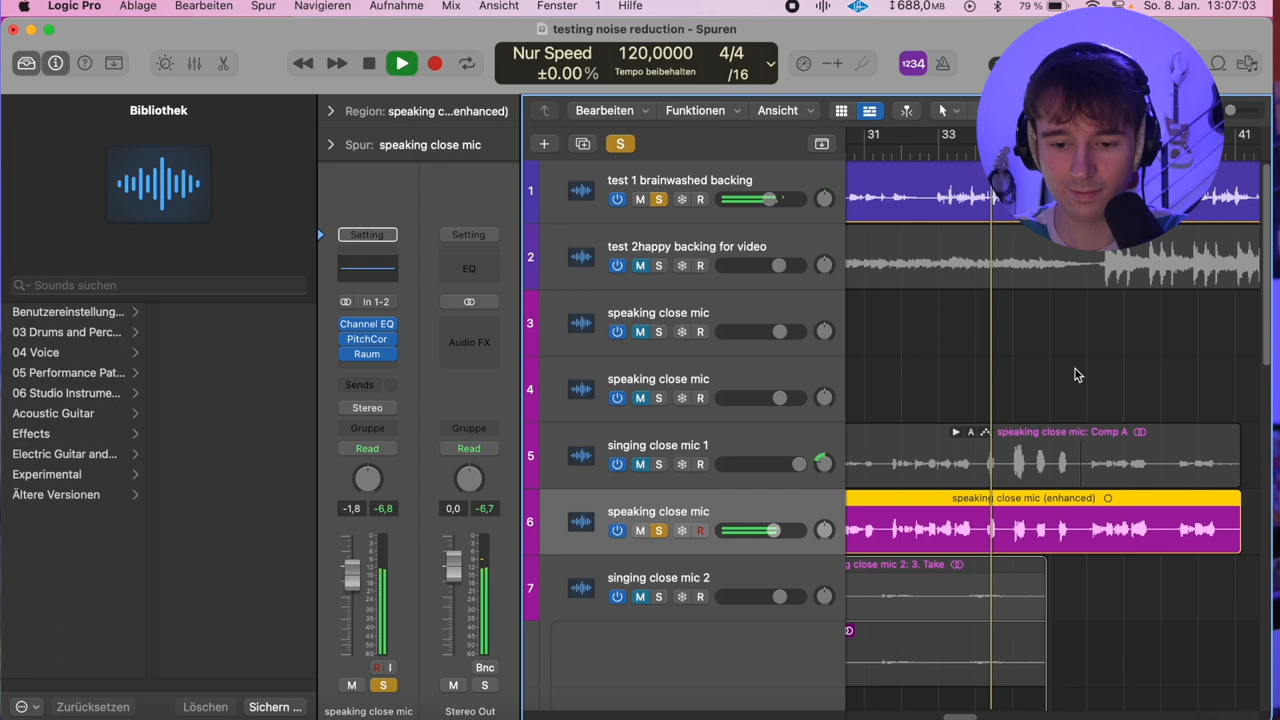 Logic Pro Ablage Bearbeiten Spur Navigieren Aufnahme Mix Ansicht Fenster 1 Hilfe 688,0MB 79 % So. 8. Jan. 13:07:03
testing noise reduction - Spuren
Nur Speed 120,0000 4/4
±0.00% Tempo beibehalten /16
1234
Bibliothek
Region: speaking c...enhanced)
Spur: speaking close mic
Bearbeiten Funktionen Ansicht
S
31 33 41
Setting Setting
EQ
In 1-2
Channel EQ
PitchCor
Raum
Audio FX
Sends
Stereo
Gruppe Gruppe
Read Read
-1,8 -6,8 0,0 -6,7
R I Bnc
M S M S
speaking close mic Stereo Out
Sounds suchen
Benutzereinstellung...
03 Drums and Perc...
04 Voice
05 Performance Pat...
06 Studio Instrume...
Acoustic Guitar
Effects
Electric Guitar and...
Experimental
Ältere Versionen
Zurücksetzen Löschen Sichern ...
1 test 1 brainwashed backing
M S R
2 test 2happy backing for video
M S R
3 speaking close mic
M S R
4 speaking close mic
M S R
5 singing close mic 1
M S R
A speaking close mic: Comp A
6 speaking close mic
M S R
speaking close mic (enhanced)
7 singing close mic 2
M S R
g close mic 2: 3. Take